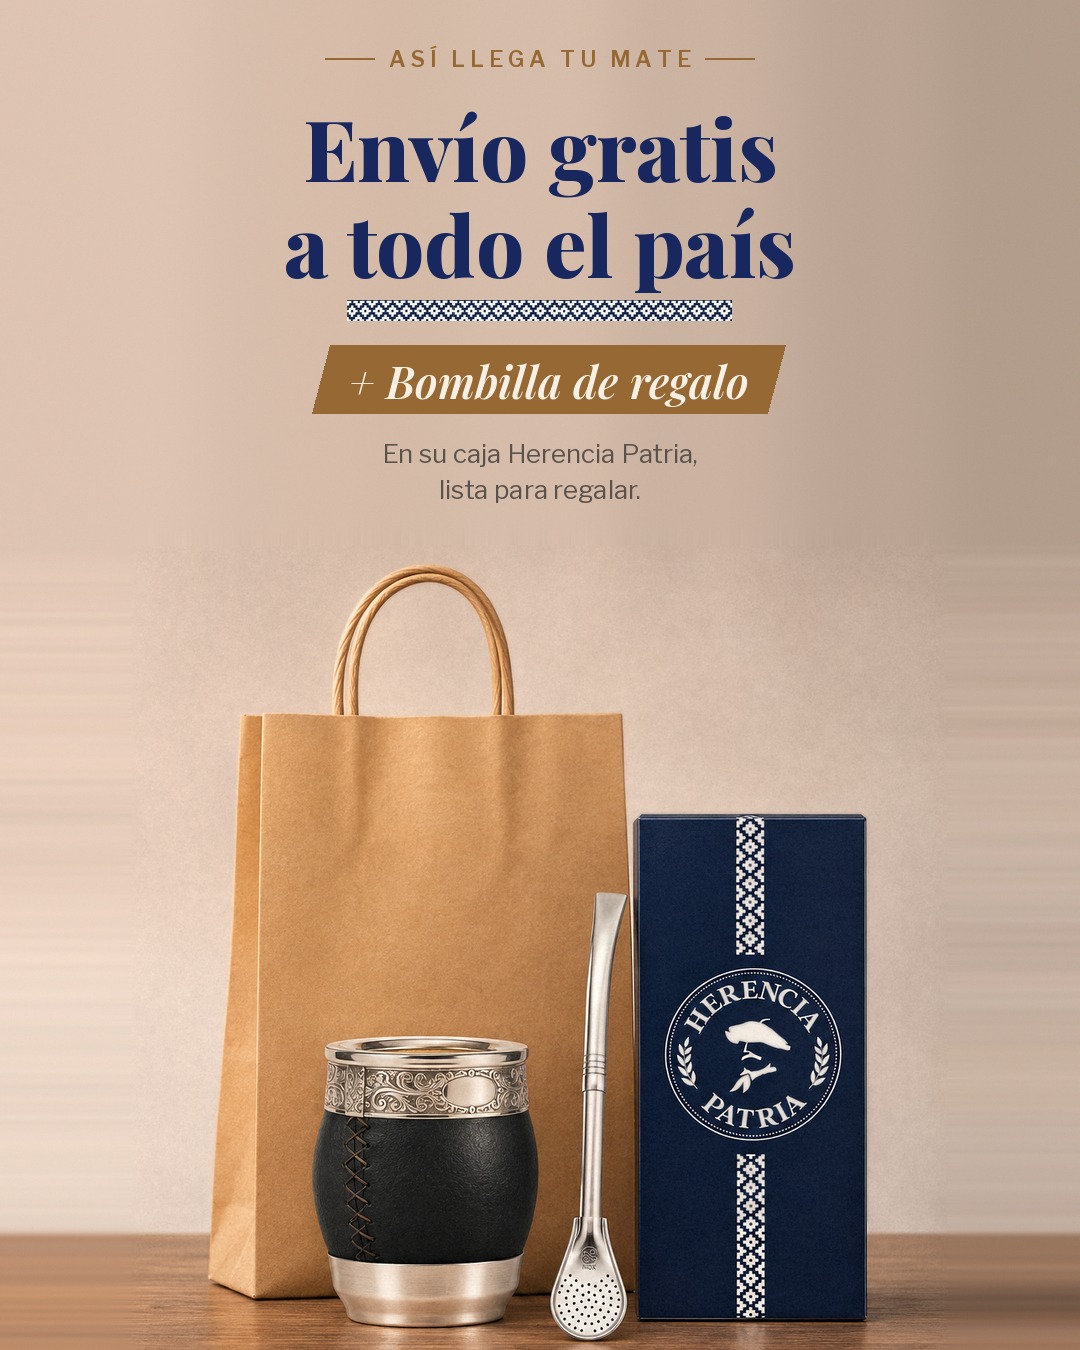 ASÍ LLEGA TU MATE
Envío gratis
a todo el país
+ Bombilla de regalo
En su caja Herencia Patria,
lista para regalar.
HERENCIA
PATRIA
INOX